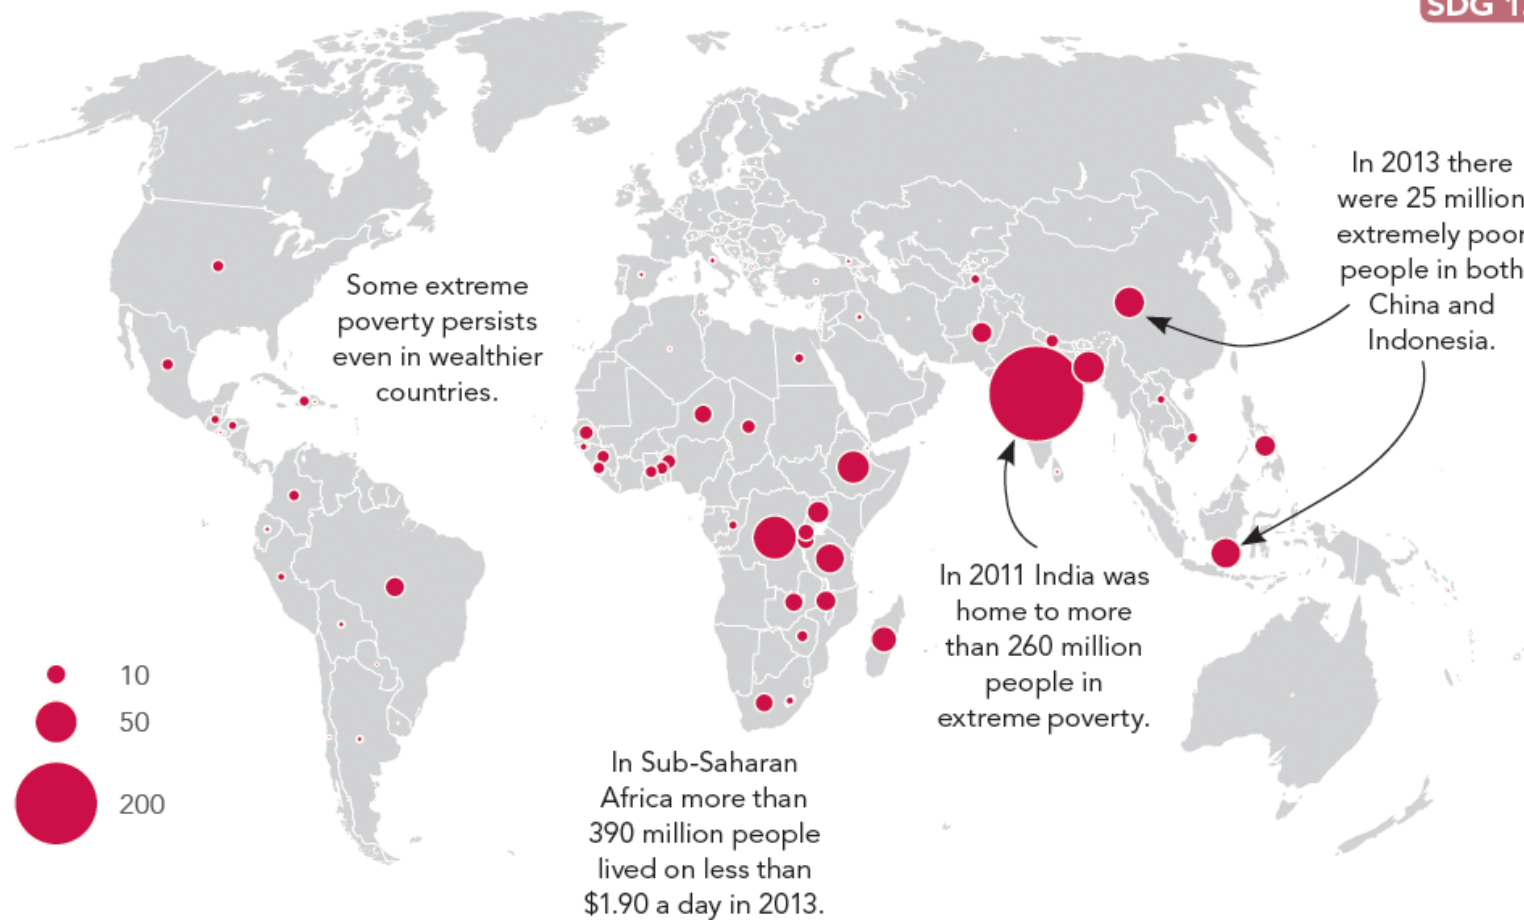 SDG 1.
In 2013 there
were 25 million
extremely poor
people in both
China and
Indonesia.
Some extreme
poverty persists
even in wealthier
countries.
In 2011 India was
home to more
than 260 million
people in
extreme poverty.
10
50
200
In Sub-Saharan
Africa more than
390 million people
lived on less than
$1.90 a day in 2013.